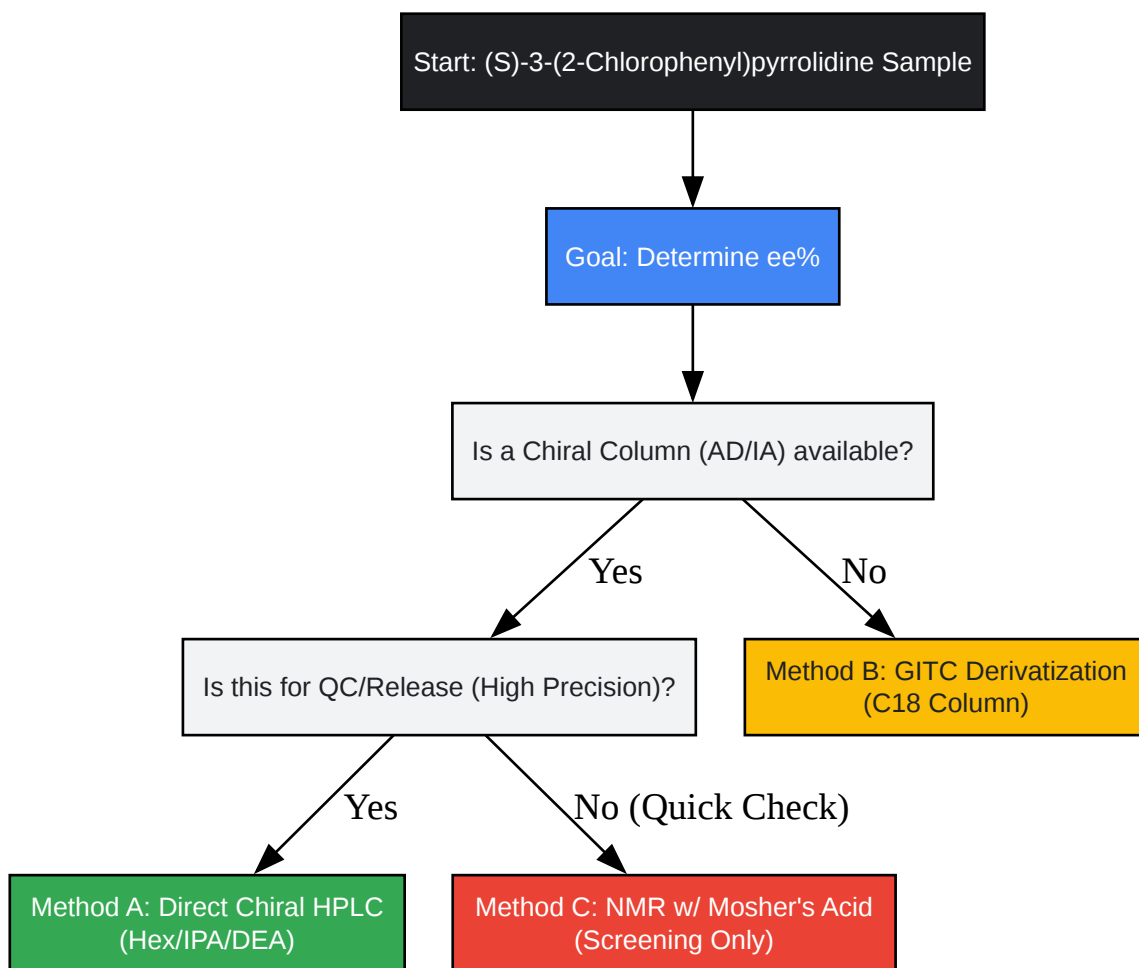 Start: (S)-3-(2-Chlorophenyl)pyrrolidine Sample
Goal: Determine ee%
Is a Chiral Column (AD/IA) available?
Yes
No
Is this for QC/Release (High Precision)?
Method B: GITC Derivatization
(C18 Column)
Yes
No (Quick Check)
Method A: Direct Chiral HPLC
(Hex/IPA/DEA)
Method C: NMR w/ Mosher's Acid
(Screening Only)